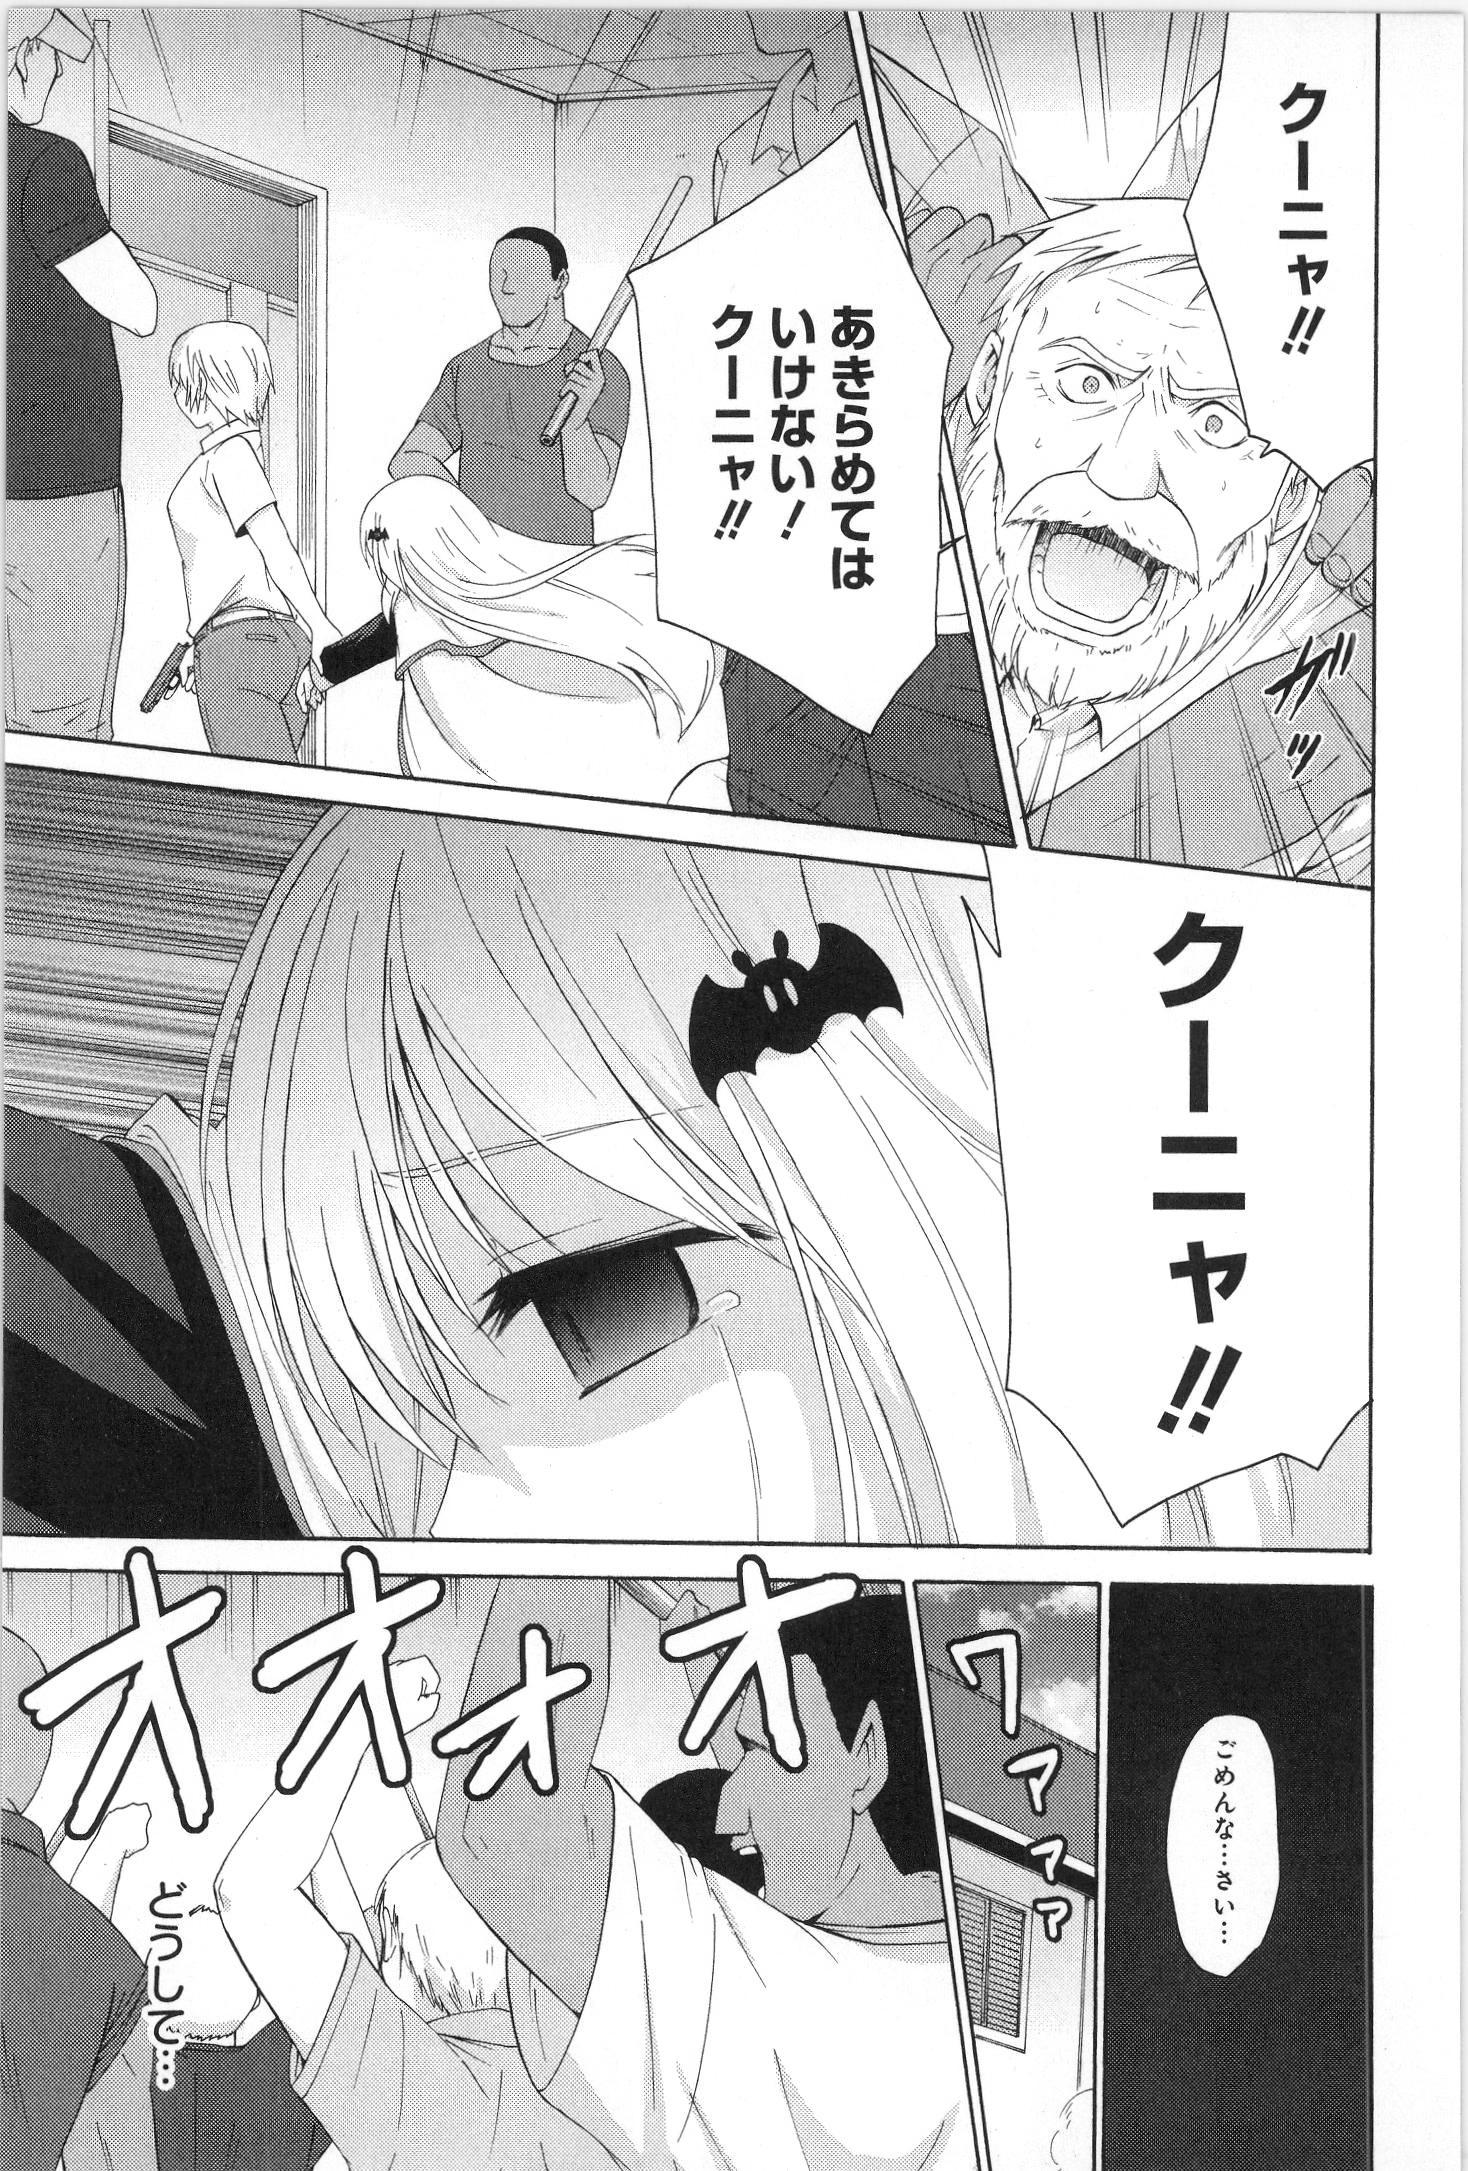 クーニャ!!
ガッ
あきらめては
いけない!
クーニャ!!
クーニャ!!
ごめんな…さい…
ワァァァ
オォオオ
どうして…